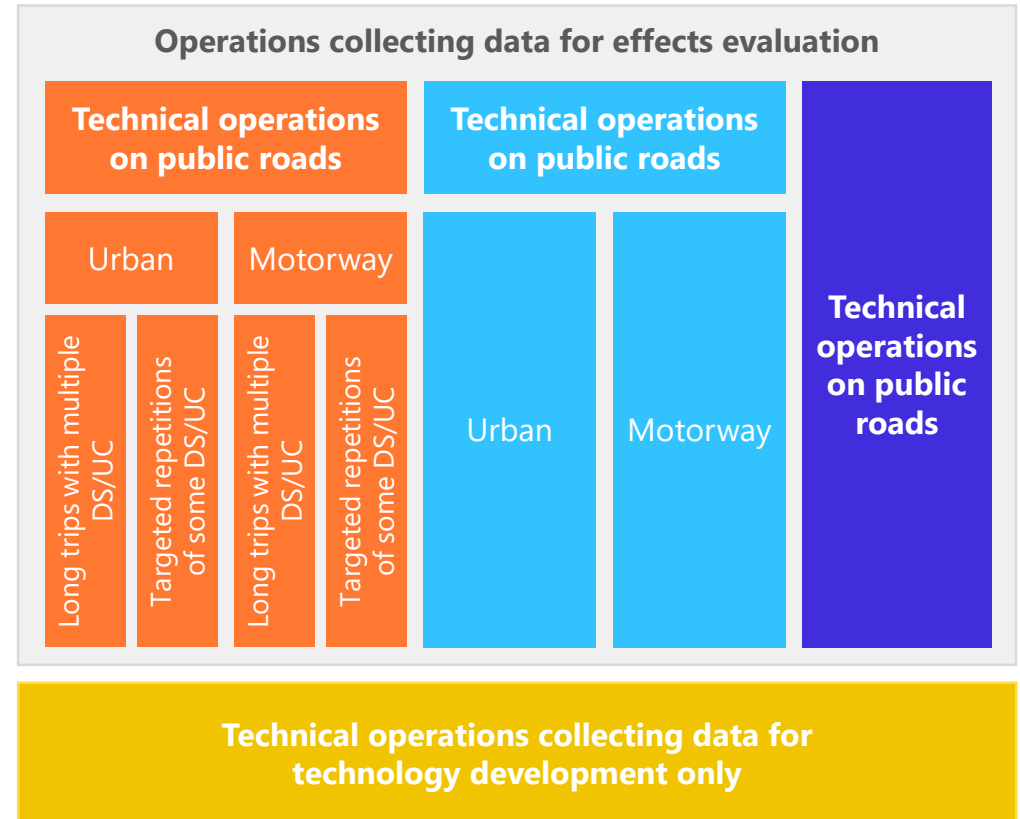 Operations collecting data for effects evaluation
Technical operations
on public roads
Urban
Motorway
Long trips with multiple
DS/UC
Targeted repetitions
of some DS/UC
Long trips with multiple
DS/UC
Targeted repetitions
of some DS/UC
Technical operations
on public roads
Urban
Motorway
Technical
operations
on public
roads
Technical operations collecting data for
technology development only